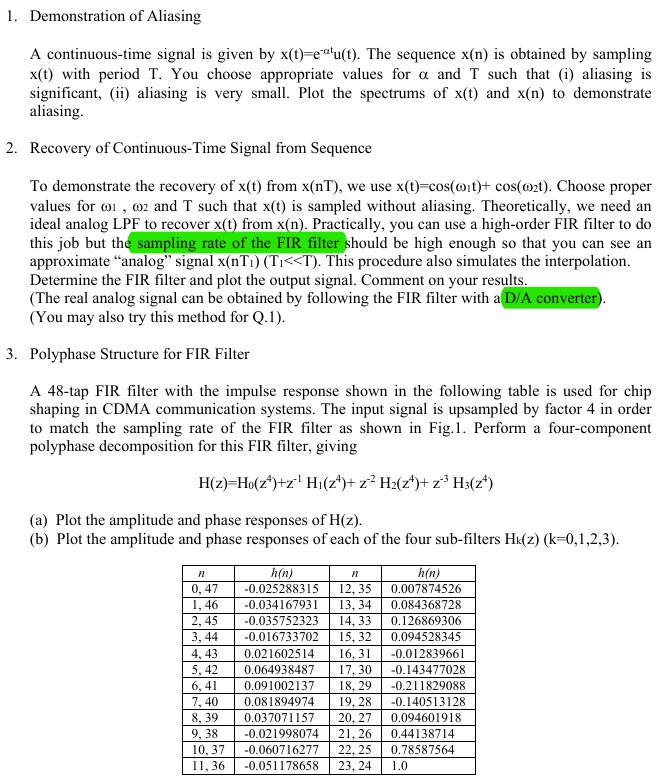 1. Demonstration of Aliasing
A continuous-time signal is given by x(t)=e^-αt u(t). The sequence x(n) is obtained by sampling
x(t) with period T. You choose appropriate values for α and T such that (i) aliasing is
significant, (ii) aliasing is very small. Plot the spectrums of x(t) and x(n) to demonstrate
aliasing.
2. Recovery of Continuous-Time Signal from Sequence
To demonstrate the recovery of x(t) from x(nT), we use x(t)=cos(ω₁t)+ cos(ω₂t). Choose proper
values for ω₁ , ω₂ and T such that x(t) is sampled without aliasing. Theoretically, we need an
ideal analog LPF to recover x(t) from x(n). Practically, you can use a high-order FIR filter to do
this job but the sampling rate of the FIR filter should be high enough so that you can see an
approximate “analog” signal x(nT₁) (T₁<<T). This procedure also simulates the interpolation.
Determine the FIR filter and plot the output signal. Comment on your results.
(The real analog signal can be obtained by following the FIR filter with a D/A converter).
(You may also try this method for Q.1).
3. Polyphase Structure for FIR Filter
A 48-tap FIR filter with the impulse response shown in the following table is used for chip
shaping in CDMA communication systems. The input signal is upsampled by factor 4 in order
to match the sampling rate of the FIR filter as shown in Fig.1. Perform a four-component
polyphase decomposition for this FIR filter, giving
H(z)=H₀(z⁴)+z⁻¹ H₁(z⁴)+ z⁻² H₂(z⁴)+ z⁻³ H₃(z⁴)
(a) Plot the amplitude and phase responses of H(z).
(b) Plot the amplitude and phase responses of each of the four sub-filters Hₖ(z) (k=0,1,2,3).
n h(n) n h(n)
0, 47 -0.025288315 12, 35 0.007874526
1, 46 -0.034167931 13, 34 0.084368728
2, 45 -0.035752323 14, 33 0.126869306
3, 44 -0.016733702 15, 32 0.094528345
4, 43 0.021602514 16, 31 -0.012839661
5, 42 0.064938487 17, 30 -0.143477028
6, 41 0.091002137 18, 29 -0.211829088
7, 40 0.081894974 19, 28 -0.140513128
8, 39 0.037071157 20, 27 0.094601918
9, 38 -0.021998074 21, 26 0.44138714
10, 37 -0.060716277 22, 25 0.78587564
11, 36 -0.051178658 23, 24 1.0